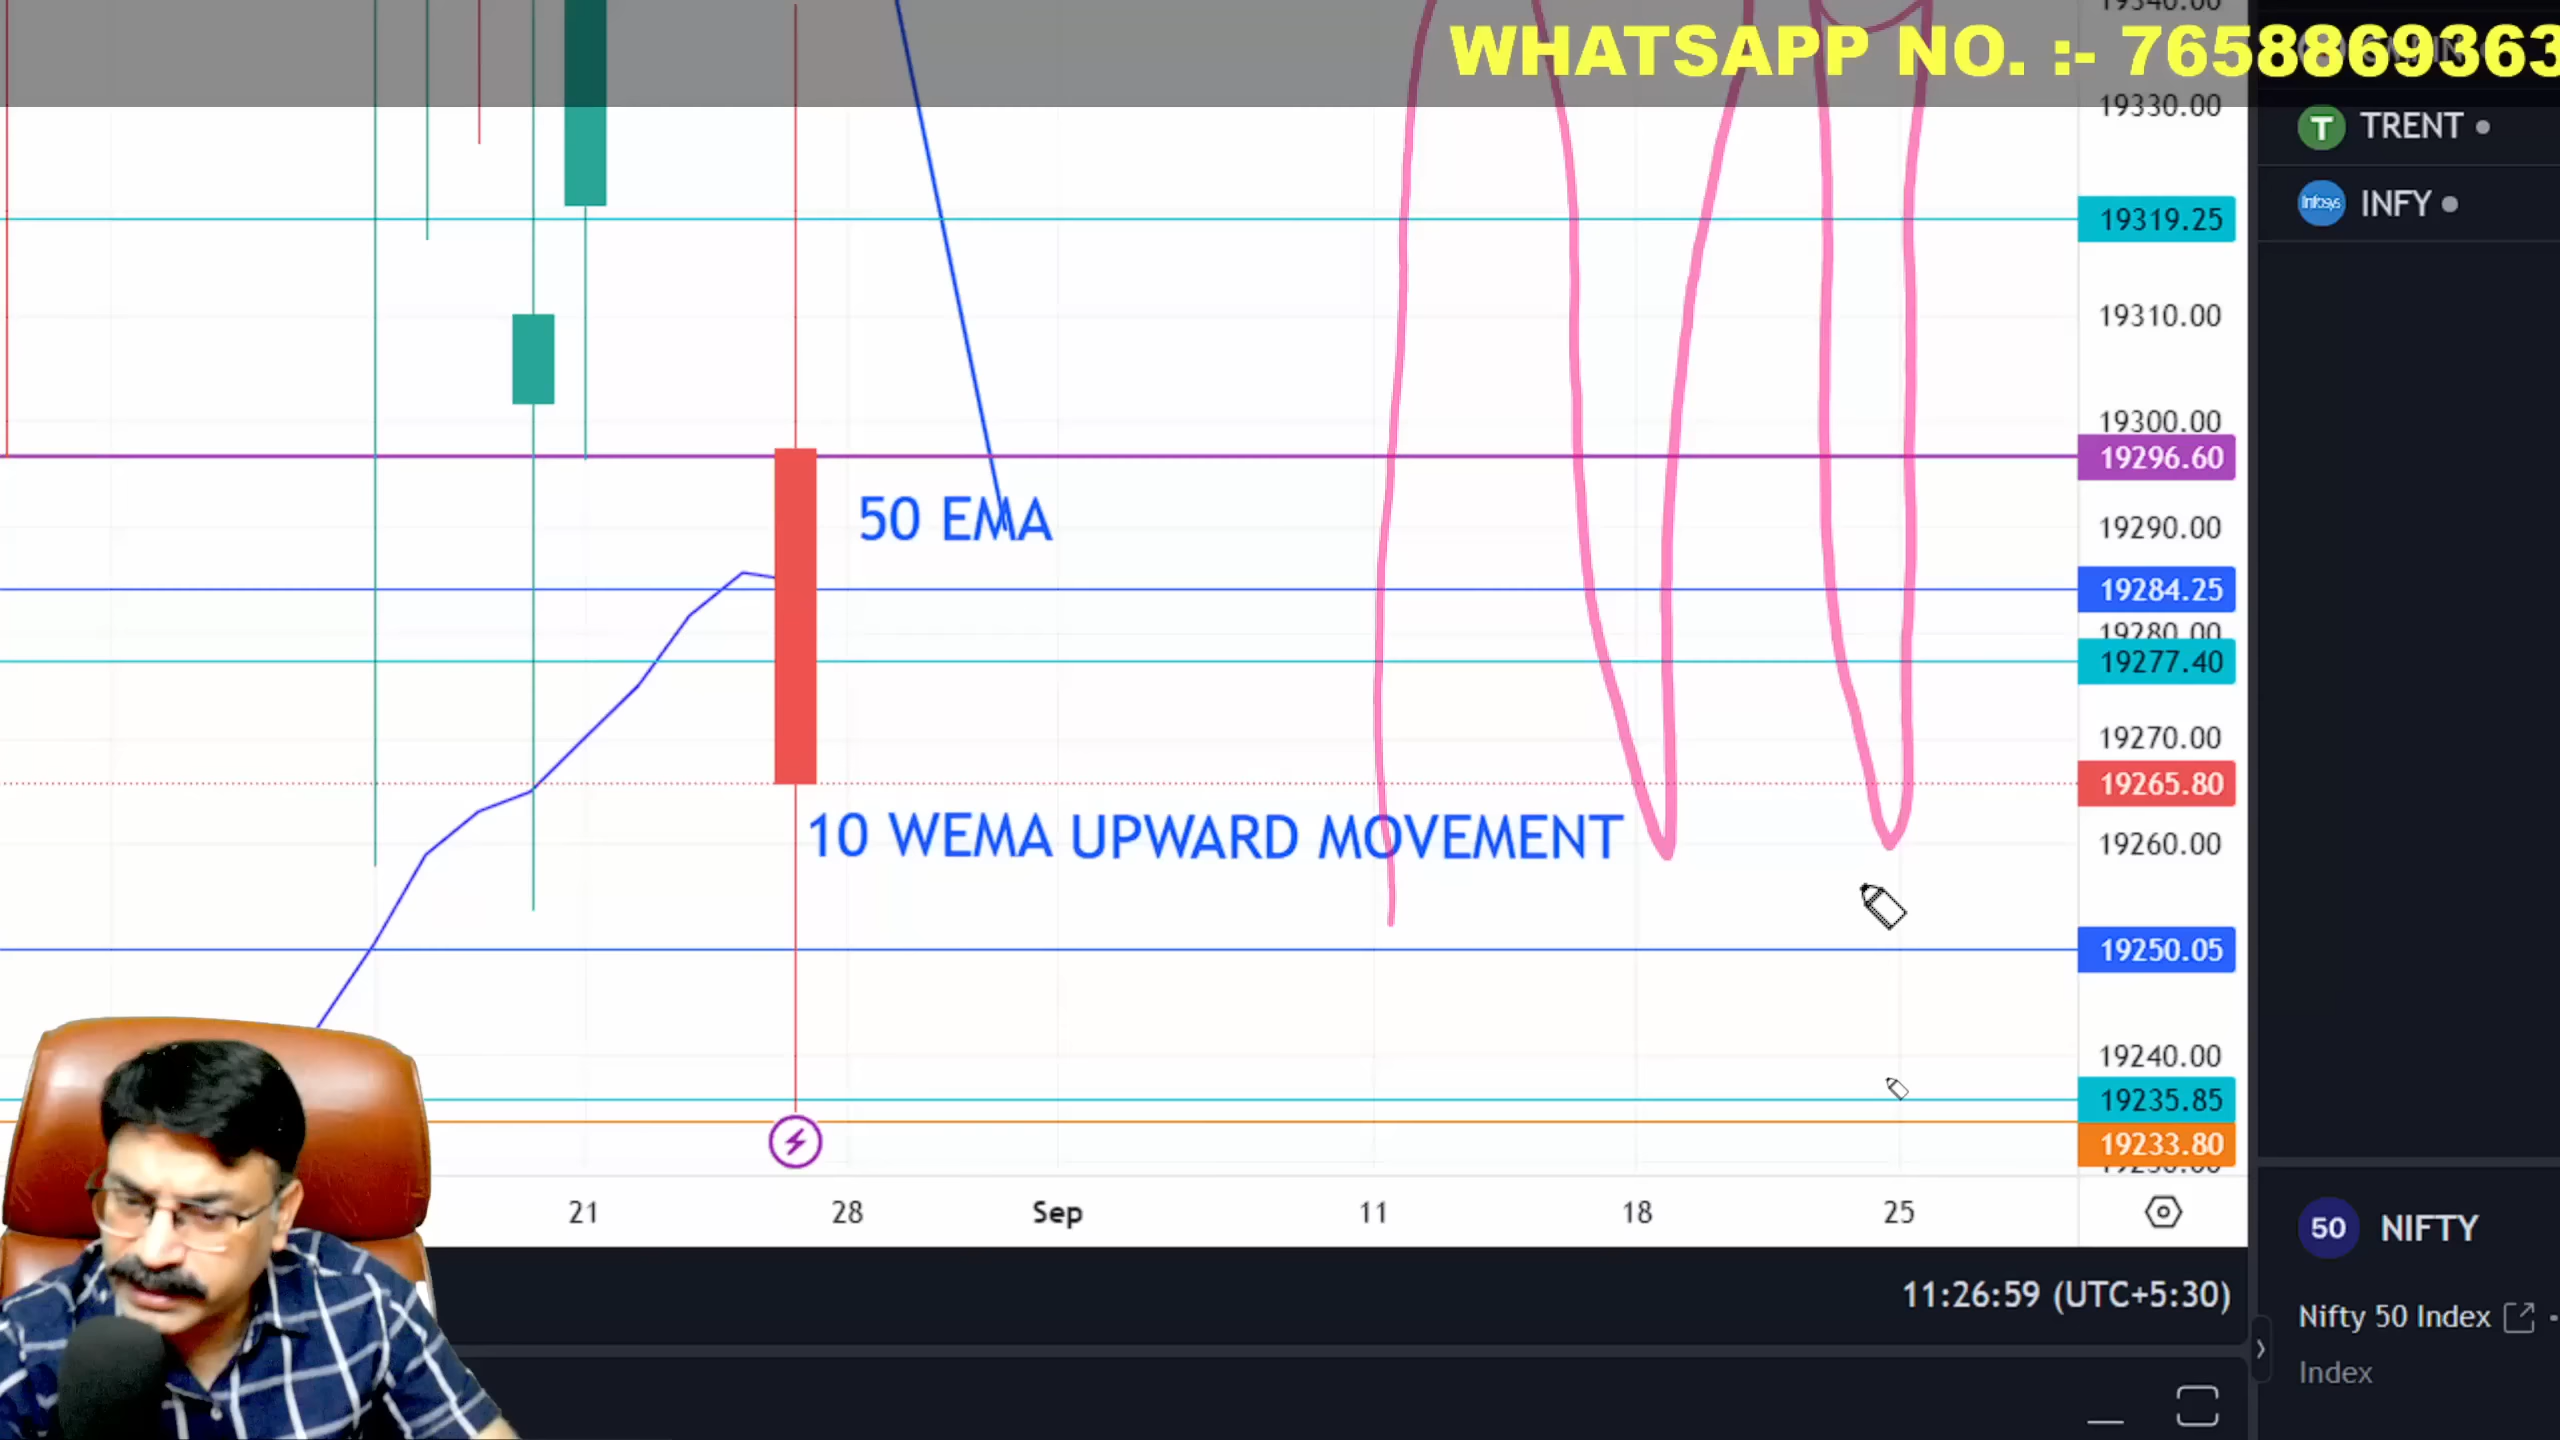 WHATSAPP NO. :- 7658869363
19330.00
TRENT
INFY
Infosys
19319.25
19310.00
19300.00
19296.60
50 EMA
19290.00
19284.25
19280.00
19277.40
19270.00
19265.80
10 WEMA UPWARD MOVEMENT
19260.00
19250.05
19240.00
19235.85
19233.80
21 28 Sep 11 18 25
50 NIFTY
11:26:59 (UTC+5:30)
Nifty 50 Index
Index